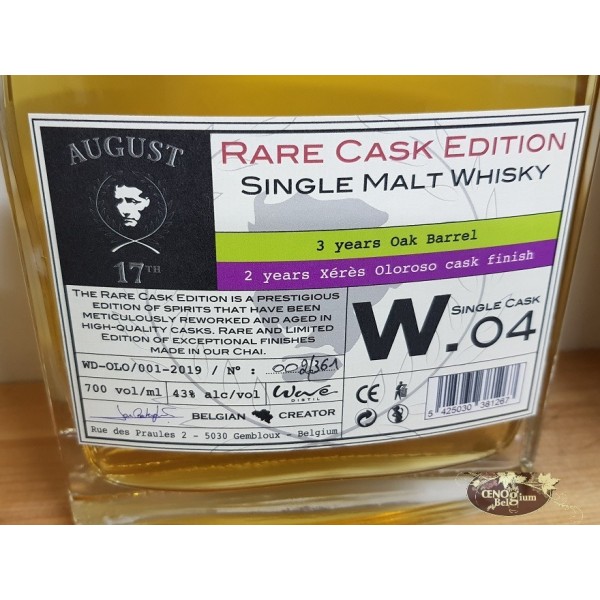 AUGUST
17TH
RARE CASK EDITION
SINGLE MALT WHISKY
3 years Oak Barrel
2 years Xérès Oloroso cask finish
THE RARE CASK EDITION IS A PRESTIGIOUS
EDITION OF SPIRITS THAT HAVE BEEN
METICULOUSLY REWORKED AND AGED IN
HIGH-QUALITY CASKS. RARE AND LIMITED
EDITION OF EXCEPTIONAL FINISHES
MADE IN OUR CHAI.
W.04
SINGLE CASK
WD-OLO/001-2019 / N° : 002/361
700 vol/ml
43% alc/vol
Wave
DISTIL
BELGIAN CREATOR
Rue des Praules 2 - 5030 Gembloux - Belgium
CE
5 425030 381267
ŒNO
Belgium